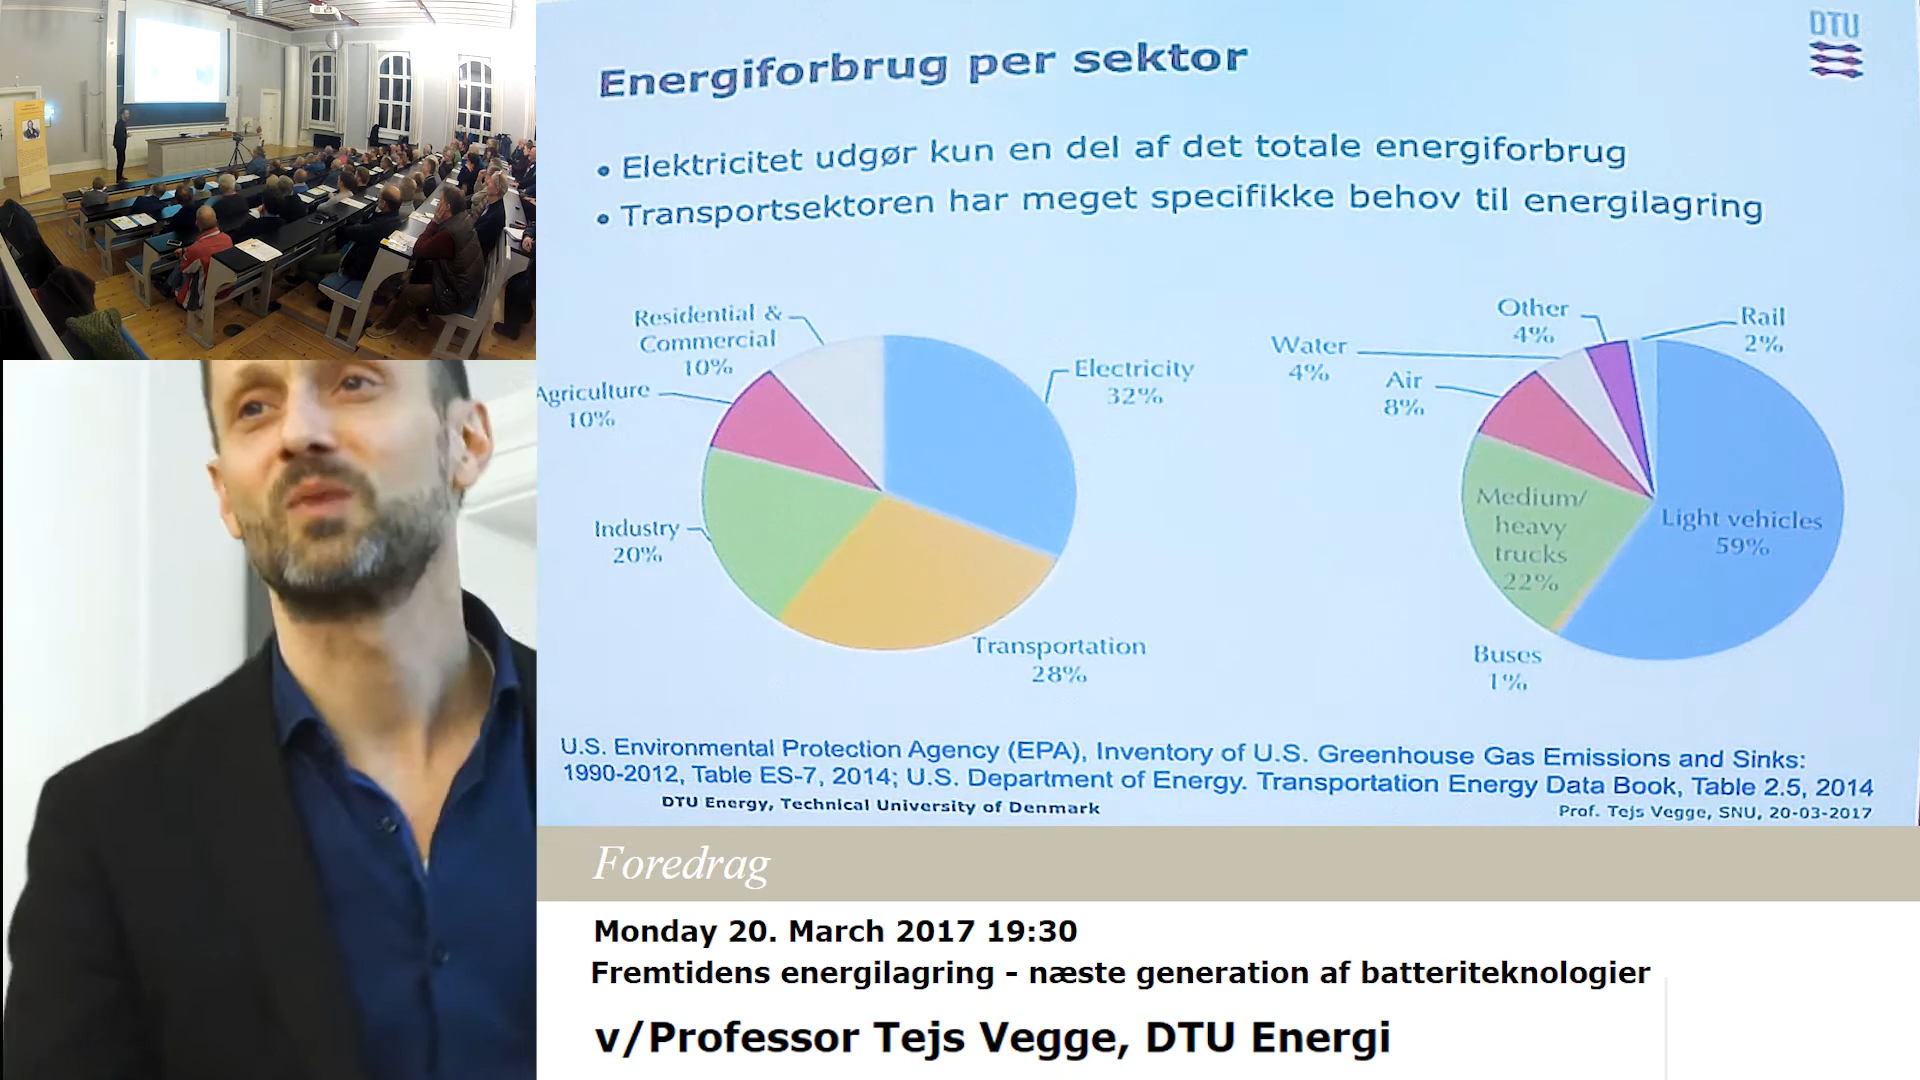 Energiforbrug per sektor
DTU
• Elektricitet udgør kun en del af det totale energiforbrug
• Transportsektoren har meget specifikke behov til energilagring
Residential &
Commercial
10%
Agriculture
10%
Industry
20%
Electricity
32%
Transportation
28%
Water
4%
Air
8%
Other
4%
Rail
2%
Medium/
heavy
trucks
22%
Light vehicles
59%
Buses
1%
U.S. Environmental Protection Agency (EPA), Inventory of U.S. Greenhouse Gas Emissions and Sinks:
1990-2012, Table ES-7, 2014; U.S. Department of Energy. Transportation Energy Data Book, Table 2.5, 2014
DTU Energy, Technical University of Denmark
Prof. Tejs Vegge, SNU, 20-03-2017
Foredrag
Monday 20. March 2017 19:30
Fremtidens energilagring - næste generation af batteriteknologier
v/Professor Tejs Vegge, DTU Energi